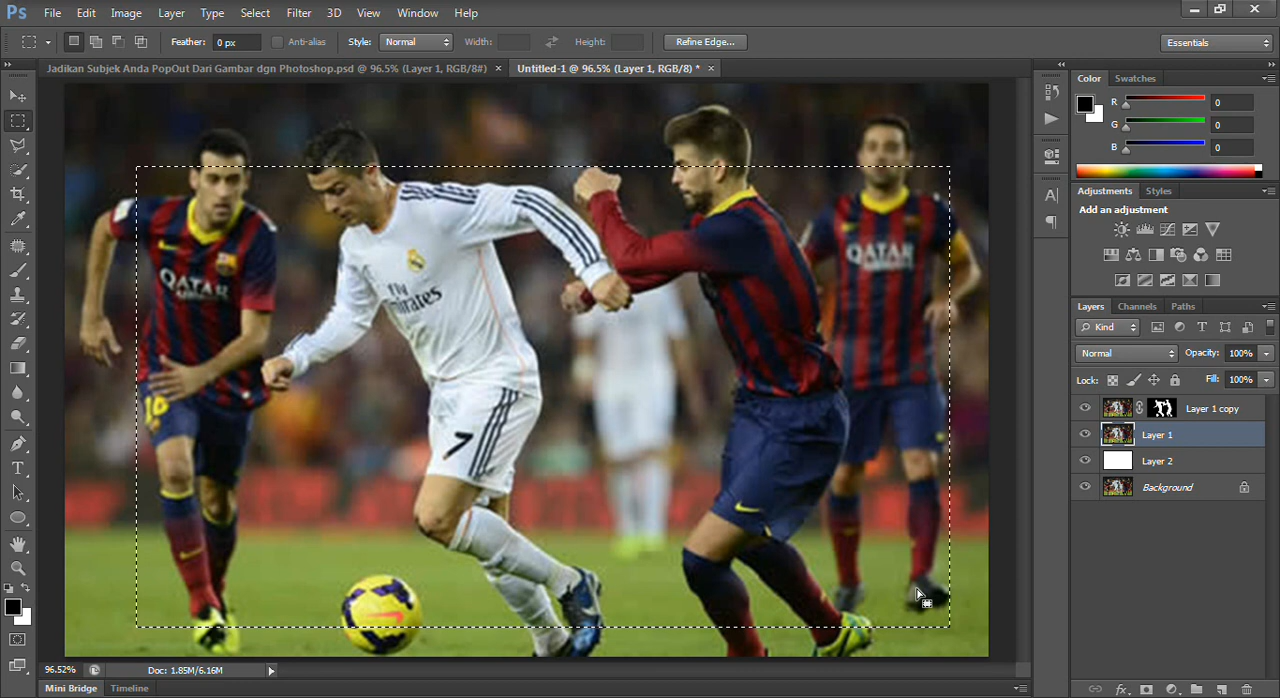 Ps File Edit Image Layer Type Select Filter 3D View Window Help
Feather: 0 px Anti-alias Style: Normal Width: Height: Refine Edge... Essentials
Jadikan Subjek Anda PopOut Dari Gambar dgn Photoshop.psd @ 96.5% (Layer 1, RGB/8#) × Untitled-1 @ 96.5% (Layer 1, RGB/8) * ×
Color Swatches
R 0
G 0
B 0
Adjustments Styles
Add an adjustment
Layers Channels Paths
Kind
Normal Opacity: 100%
Lock: Fill: 100%
Layer 1 copy
Layer 1
Layer 2
Background
QATAR
QATAR
Fly
Emirates
16
7
96.52% Doc: 1.85M/6.16M
Mini Bridge Timeline